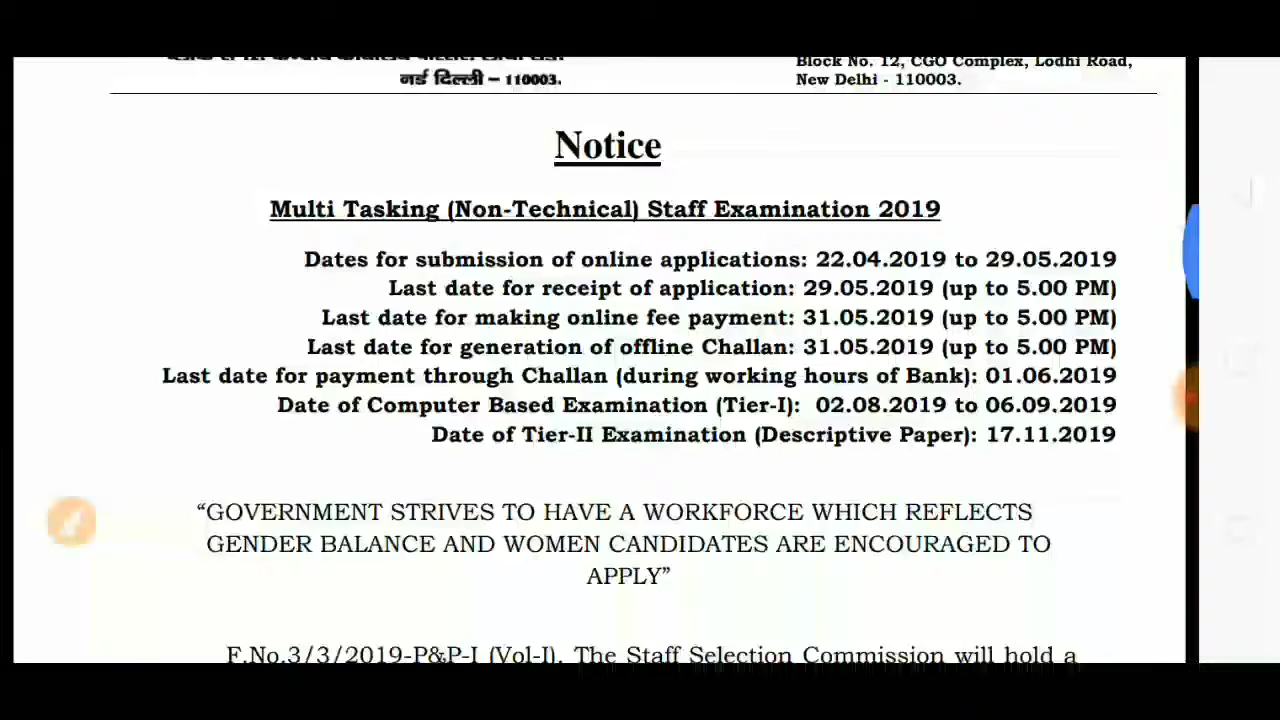 नई दिल्ली – 110003.
Block No. 12, CGO Complex, Lodhi Road,
New Delhi - 110003.
Notice
Multi Tasking (Non-Technical) Staff Examination 2019
Dates for submission of online applications: 22.04.2019 to 29.05.2019
Last date for receipt of application: 29.05.2019 (up to 5.00 PM)
Last date for making online fee payment: 31.05.2019 (up to 5.00 PM)
Last date for generation of offline Challan: 31.05.2019 (up to 5.00 PM)
Last date for payment through Challan (during working hours of Bank): 01.06.2019
Date of Computer Based Examination (Tier-I): 02.08.2019 to 06.09.2019
Date of Tier-II Examination (Descriptive Paper): 17.11.2019
“GOVERNMENT STRIVES TO HAVE A WORKFORCE WHICH REFLECTS
GENDER BALANCE AND WOMEN CANDIDATES ARE ENCOURAGED TO
APPLY”
F.No.3/3/2019-P&P-I (Vol-I). The Staff Selection Commission will hold a